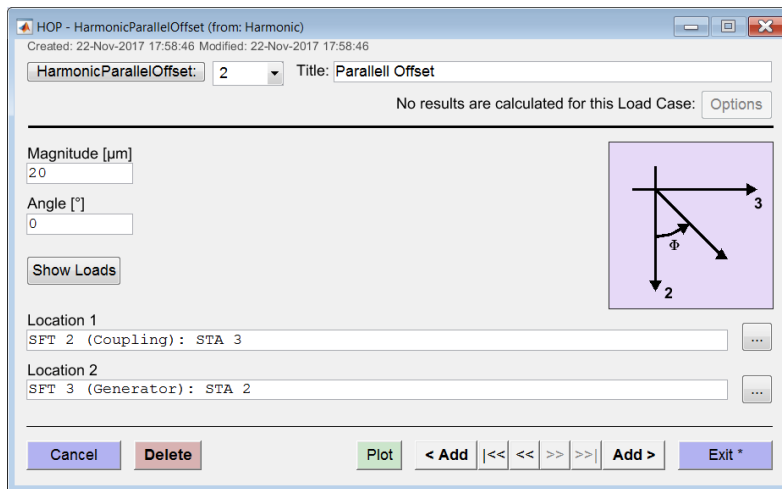 HOP - HarmonicParallelOffset (from: Harmonic)
Created: 22-Nov-2017 17:58:46 Modified: 22-Nov-2017 17:58:46
HarmonicParallelOffset: 2 Title: Parallell Offset
No results are calculated for this Load Case: Options
Magnitude [µm]
20
Angle [°]
0
3
Φ
Show Loads
2
Location 1
SFT 2 (Coupling): STA 3 ...
Location 2
SFT 3 (Generator): STA 2 ...
Cancel Delete Plot < Add |<< << >> >>| Add > Exit *